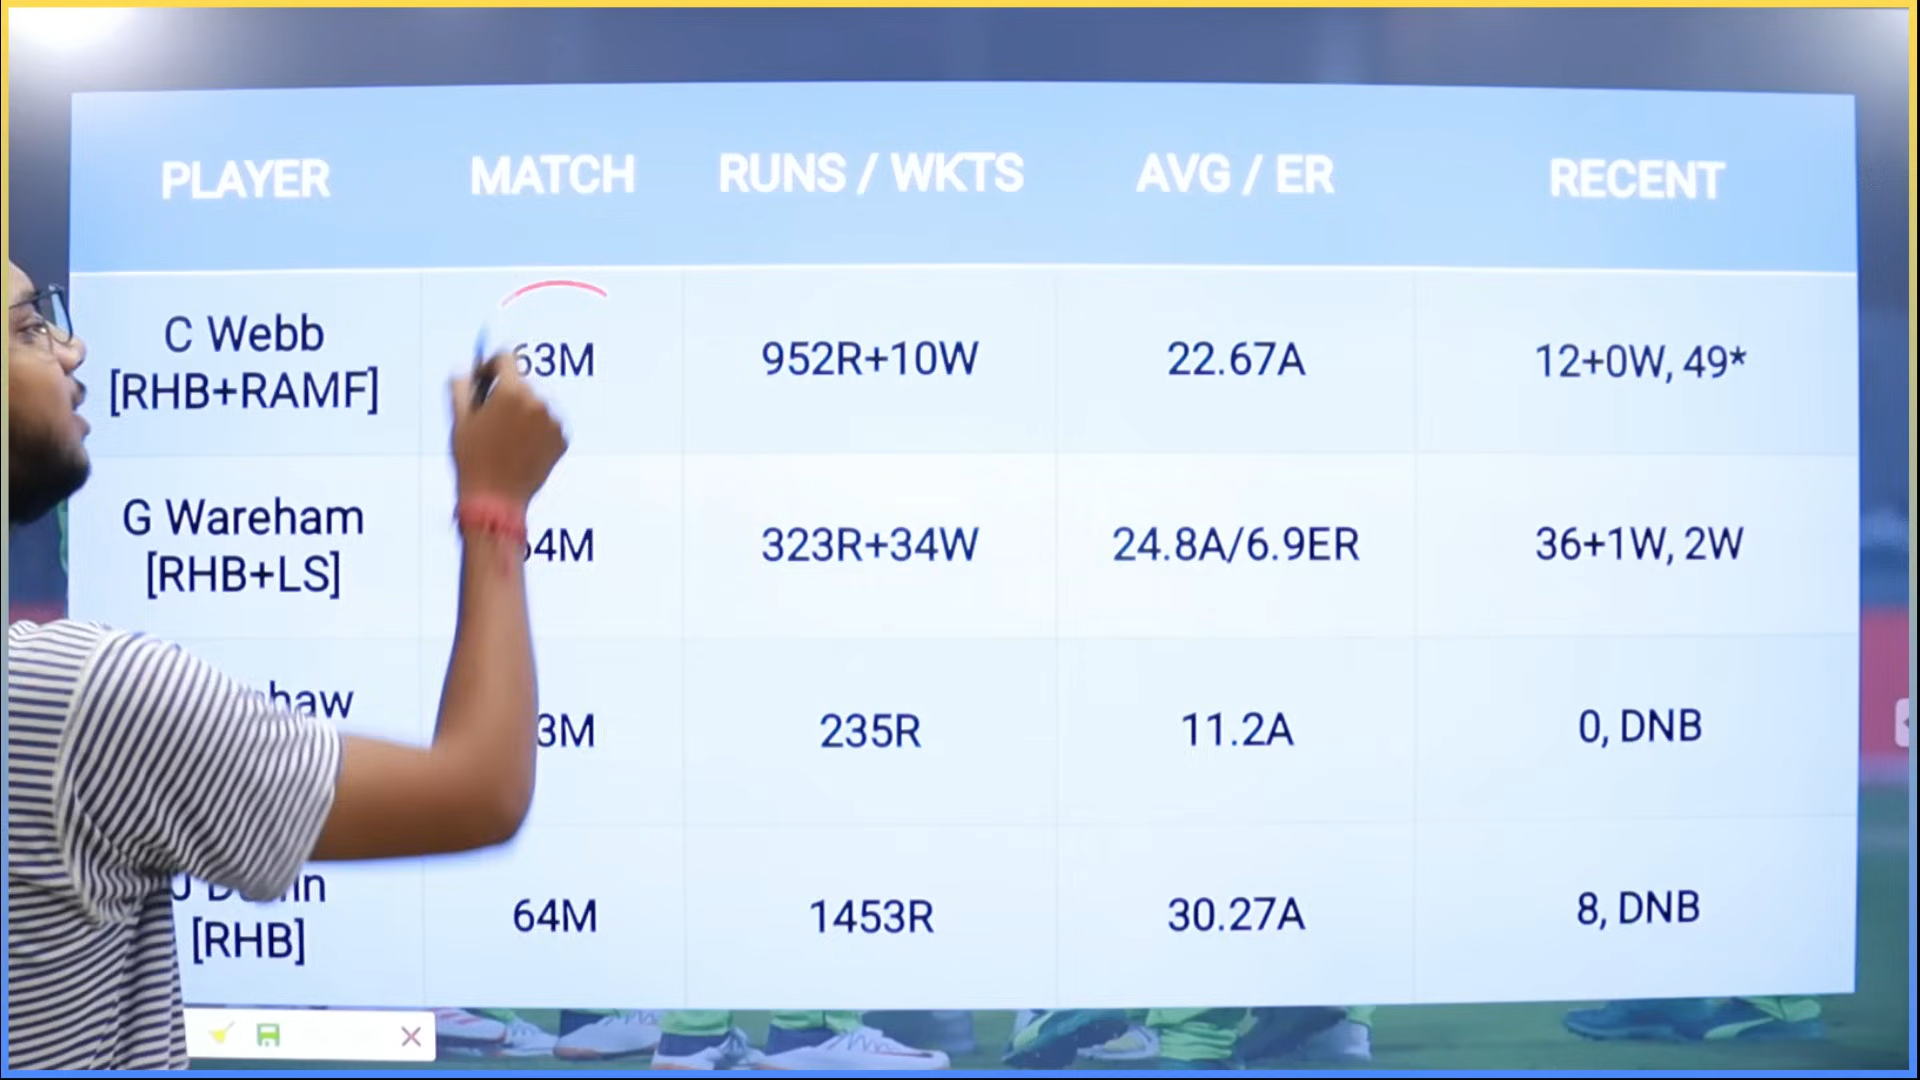 PLAYER MATCH RUNS / WKTS AVG / ER RECENT
C Webb
[RHB+RAMF] 63M 952R+10W 22.67A 12+0W, 49*
G Wareham
[RHB+LS] 323R+34W 24.8A/6.9ER 36+1W, 2W
235R 11.2A 0, DNB
[RHB] 64M 1453R 30.27A 8, DNB